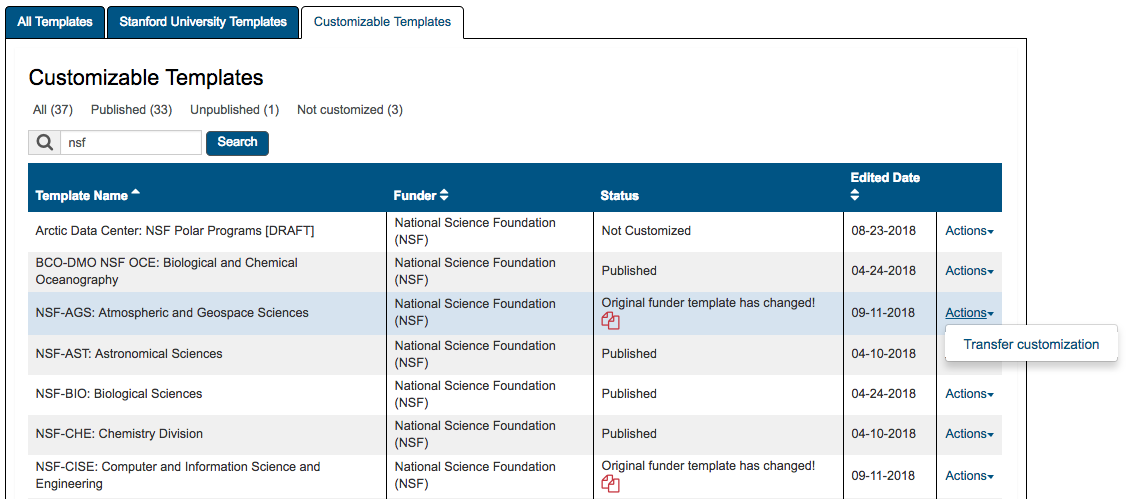 All Templates
Stanford University Templates
Customizable Templates
Customizable Templates
All (37) Published (33) Unpublished (1) Not customized (3)
nsf
Search
Template Name Funder Status Edited Date
Arctic Data Center: NSF Polar Programs [DRAFT]
National Science Foundation
(NSF)
Not Customized
08-23-2018
Actions
BCO-DMO NSF OCE: Biological and Chemical
Oceanography
National Science Foundation
(NSF)
Published
04-24-2018
Actions
NSF-AGS: Atmospheric and Geospace Sciences
National Science Foundation
(NSF)
Original funder template has changed!
09-11-2018
Actions
Transfer customization
NSF-AST: Astronomical Sciences
National Science Foundation
(NSF)
Published
04-10-2018
NSF-BIO: Biological Sciences
National Science Foundation
(NSF)
Published
04-24-2018
Actions
NSF-CHE: Chemistry Division
National Science Foundation
(NSF)
Published
04-10-2018
Actions
NSF-CISE: Computer and Information Science and
Engineering
National Science Foundation
(NSF)
Original funder template has changed!
09-11-2018
Actions